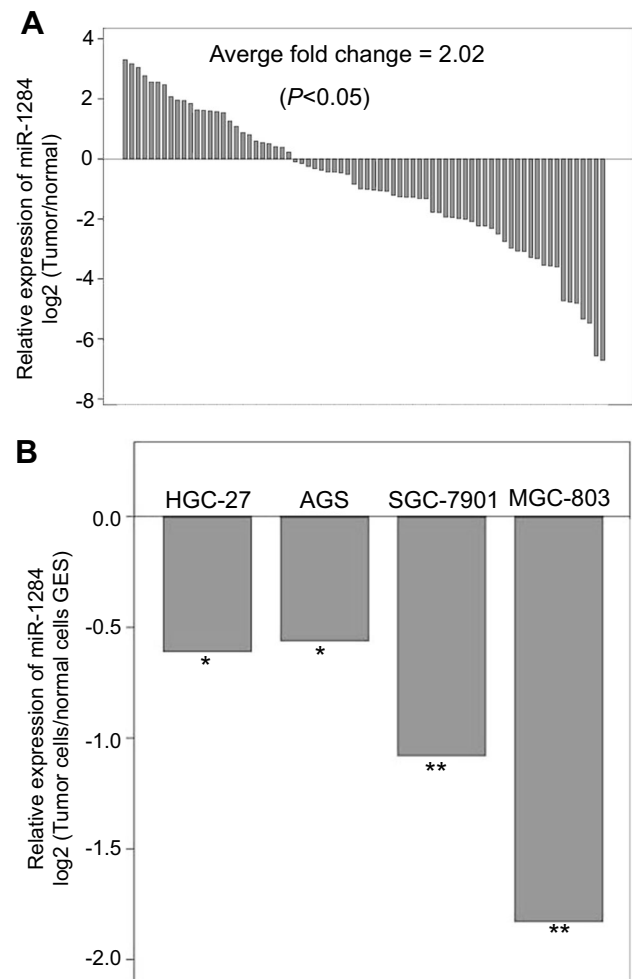 A
Averge fold change = 2.02
(P<0.05)
Relative expression of miR-1284
log2 (Tumor/normal)
4
2
0
-2
-4
-6
-8
B
HGC-27 AGS SGC-7901 MGC-803
Relative expression of miR-1284
log2 (Tumor cells/normal cells GES)
0.0
-0.5
-1.0
-1.5
-2.0
* * ** **